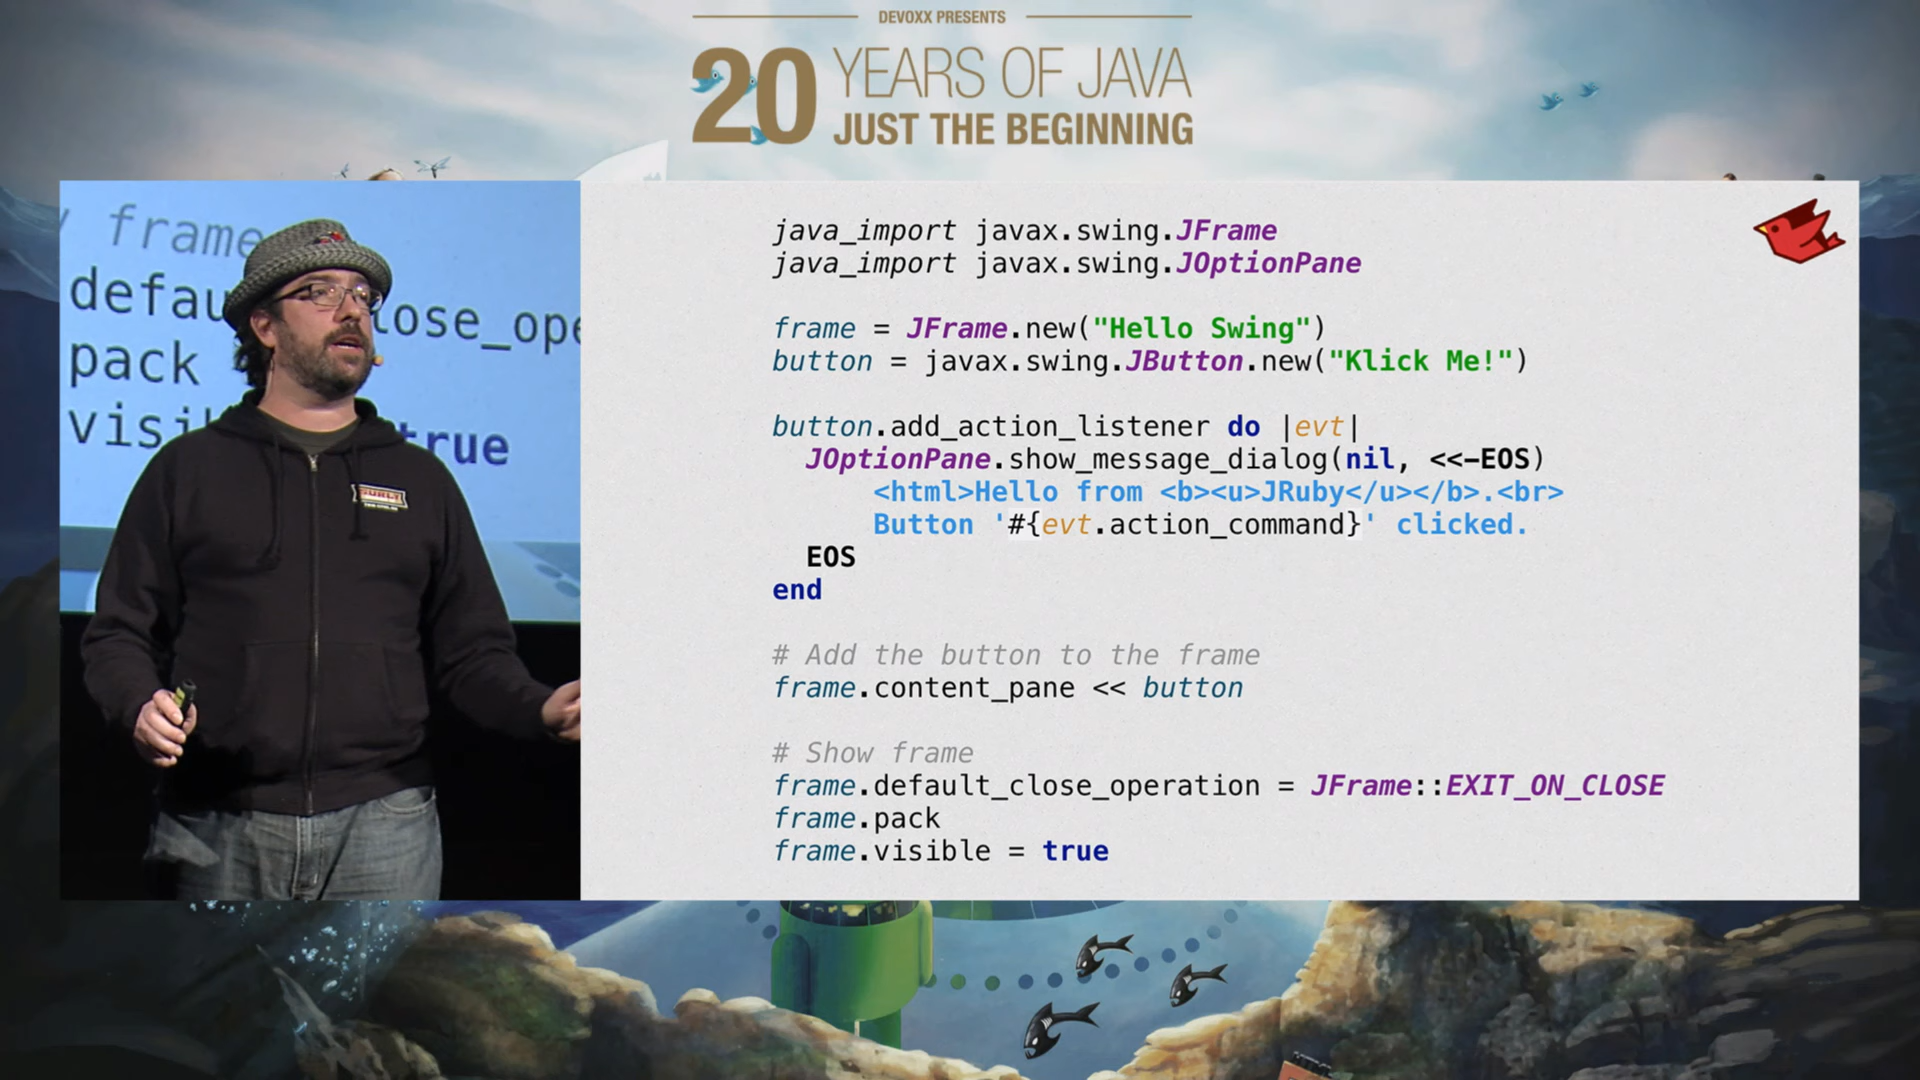 DEVOXX PRESENTS
20 YEARS OF JAVA
JUST THE BEGINNING
frame
defau
lose_ope
pack
visi
true
java_import javax.swing.JFrame
java_import javax.swing.JOptionPane
frame = JFrame.new("Hello Swing")
button = javax.swing.JButton.new("Klick Me!")
button.add_action_listener do |evt|
JOptionPane.show_message_dialog(nil, <<-EOS)
<html>Hello from <b><u>JRuby</u></b>.<br>
Button '#{evt.action_command}' clicked.
EOS
end
# Add the button to the frame
frame.content_pane << button
# Show frame
frame.default_close_operation = JFrame::EXIT_ON_CLOSE
frame.pack
frame.visible = true